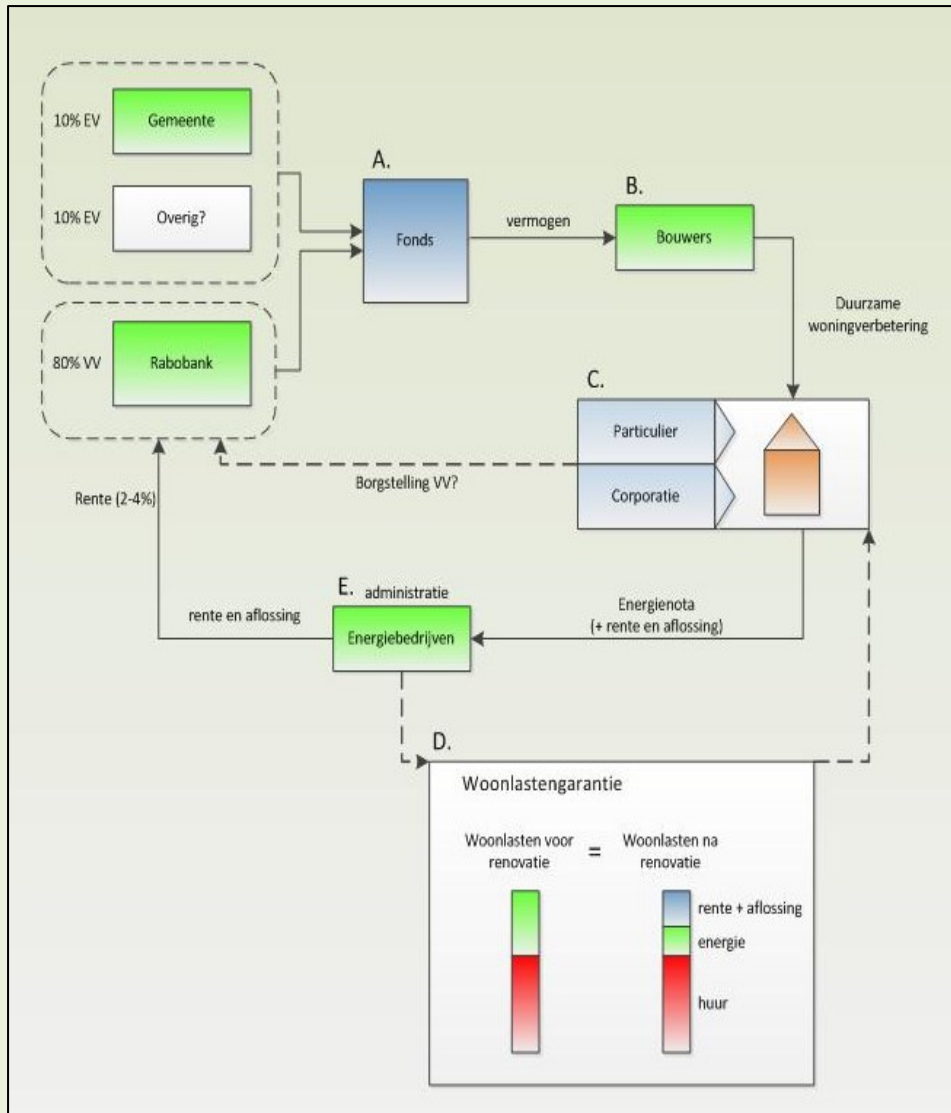 10% EV
Gemeente
10% EV
Overig?
80% VV
Rabobank
A.
Fonds
vermogen
B.
Bouwers
Duurzame
woningverbetering
C.
Particulier
Corporatie
Borgstelling VV?
Rente (2-4%)
E.
administratie
Energiebedrijven
rente en aflossing
Energienota
(+ rente en aflossing)
D.
Woonlastengarantie
Woonlasten voor
renovatie
=
Woonlasten na
renovatie
rente + aflossing
energie
huur